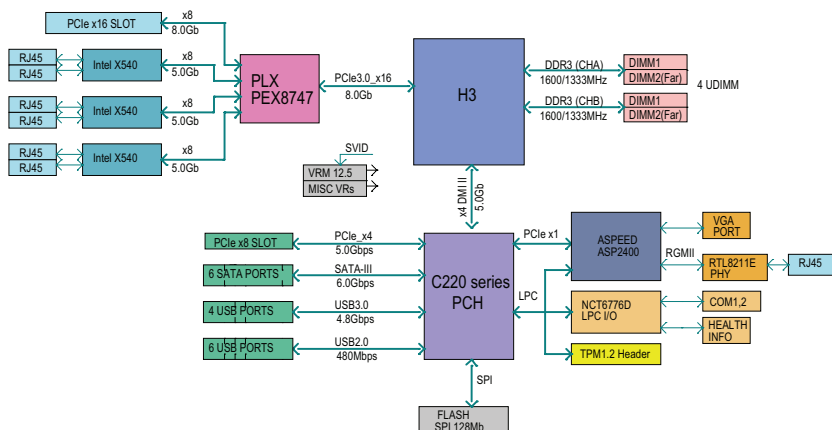 PCIe x16 SLOT
x8
8.0Gb
RJ45
RJ45
Intel X540
x8
5.0Gb
RJ45
RJ45
Intel X540
x8
5.0Gb
RJ45
RJ45
Intel X540
x8
5.0Gb
PLX
PEX8747
PCIe3.0_x16
8.0Gb
H3
DDR3 (CHA)
1600/1333MHz
DIMM1
DIMM2(Far)
DDR3 (CHB)
1600/1333MHz
DIMM1
DIMM2(Far)
4 UDIMM
SVID
VRM 12.5
MISC VRs
x4 DMI II
5.0Gb
PCIe x8 SLOT
PCIe_x4
5.0Gbps
6 SATA PORTS
SATA-III
6.0Gbps
4 USB PORTS
USB3.0
4.8Gbps
6 USB PORTS
USB2.0
480Mbps
C220 series
PCH
PCIe x1
LPC
ASPEED
ASP2400
VGA
PORT
RGMII
RTL8211E
PHY
RJ45
NCT6776D
LPC I/O
COM1,2
HEALTH
INFO
TPM1.2 Header
SPI
FLASH
SPI 128Mb